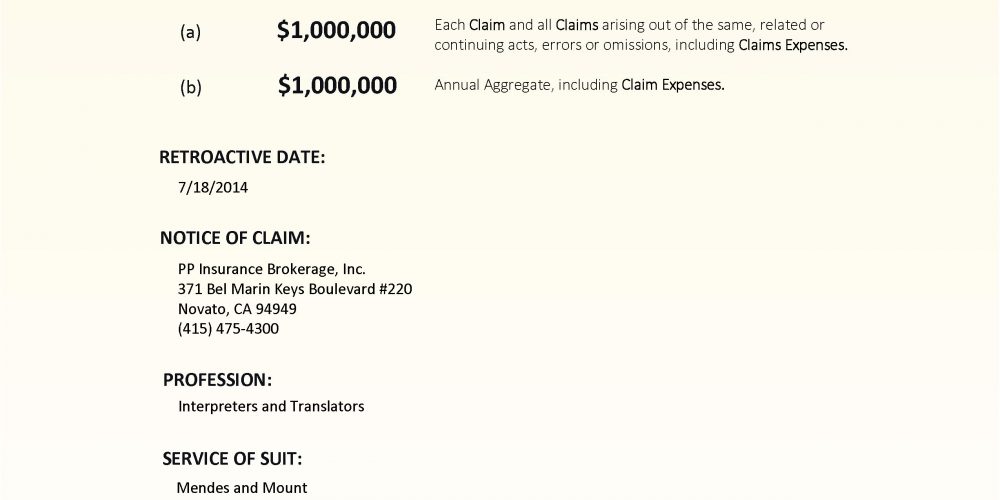 (a) $1,000,000 Each Claim and all Claims arising out of the same, related or
continuing acts, errors or omissions, including Claims Expenses.
(b) $1,000,000 Annual Aggregate, including Claim Expenses.
RETROACTIVE DATE:
7/18/2014
NOTICE OF CLAIM:
PP Insurance Brokerage, Inc.
371 Bel Marin Keys Boulevard #220
Novato, CA 94949
(415) 475-4300
PROFESSION:
Interpreters and Translators
SERVICE OF SUIT:
Mendes and Mount